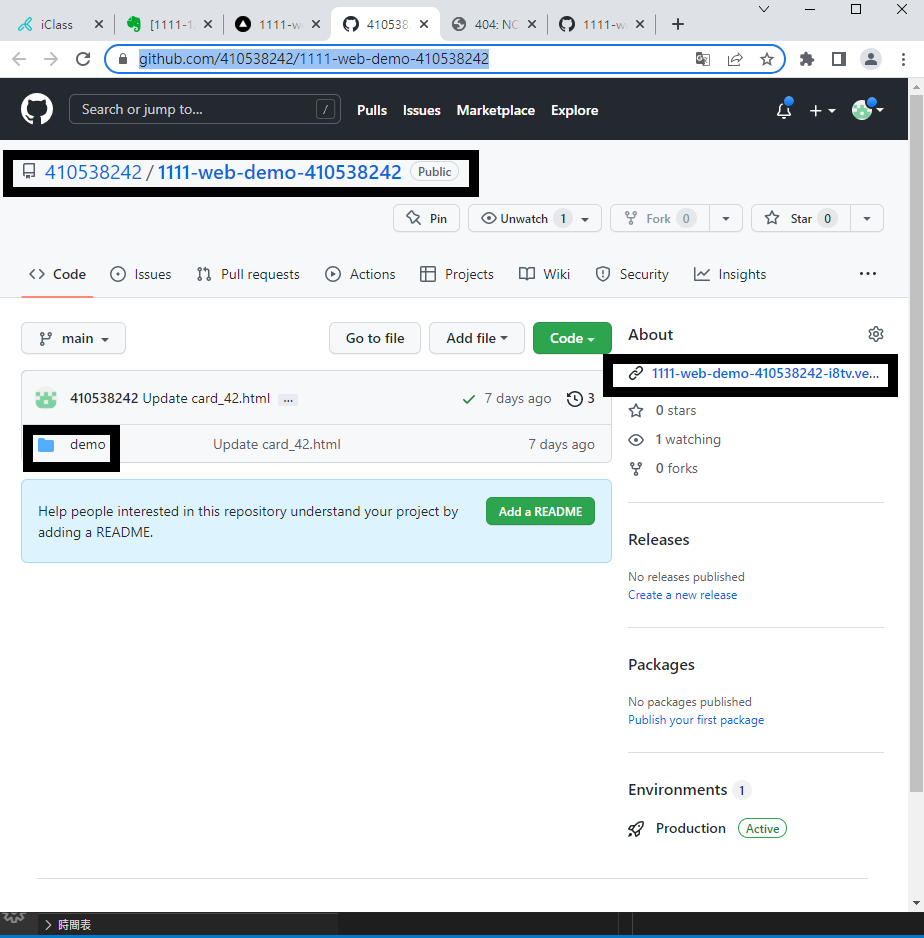 iClass
[1111-1
1111-w
410538
404: NO
1111-w
github.com/410538242/1111-web-demo-410538242
Search or jump to...
/
Pulls Issues Marketplace Explore
410538242 / 1111-web-demo-410538242 Public
Pin Unwatch 1 Fork 0 Star 0
Code Issues Pull requests Actions Projects Wiki Security Insights ...
main Go to file Add file Code
410538242 Update card_42.html ... 7 days ago 3
demo Update card_42.html 7 days ago
Help people interested in this repository understand your project by
adding a README.
Add a README
About
1111-web-demo-410538242-i8tv.ve...
0 stars
1 watching
0 forks
Releases
No releases published
Create a new release
Packages
No packages published
Publish your first package
Environments 1
Production Active
時間表